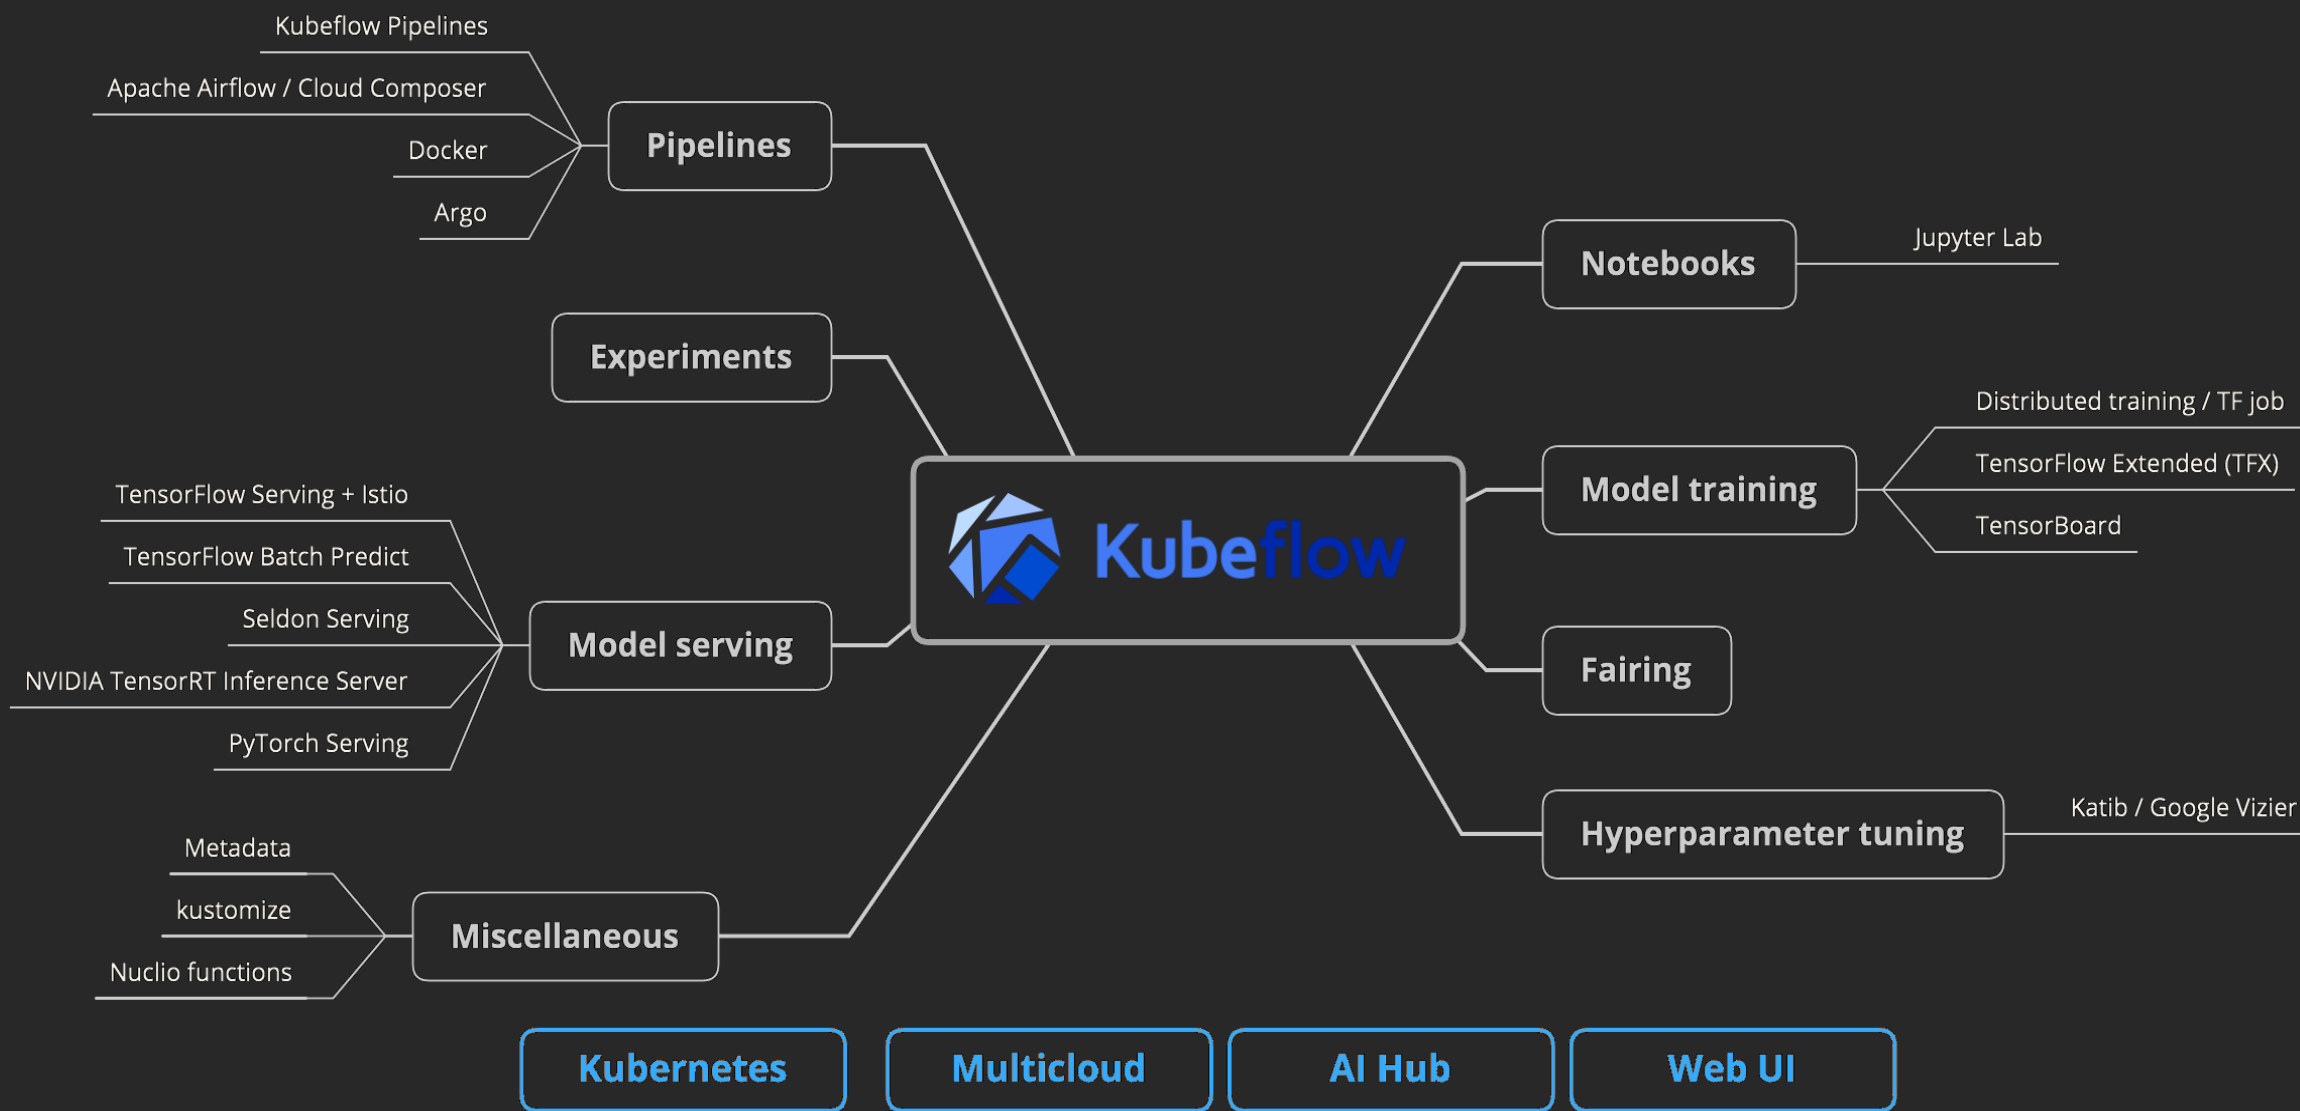 Kubeflow Pipelines
Apache Airflow / Cloud Composer
Docker
Argo
Pipelines
Experiments
TensorFlow Serving + Istio
TensorFlow Batch Predict
Seldon Serving
NVIDIA TensorRT Inference Server
PyTorch Serving
Model serving
Metadata
kustomize
Nuclio functions
Miscellaneous
Kubeflow
Notebooks
Jupyter Lab
Model training
Distributed training / TF job
TensorFlow Extended (TFX)
TensorBoard
Fairing
Hyperparameter tuning
Katib / Google Vizier
Kubernetes
Multicloud
AI Hub
Web UI